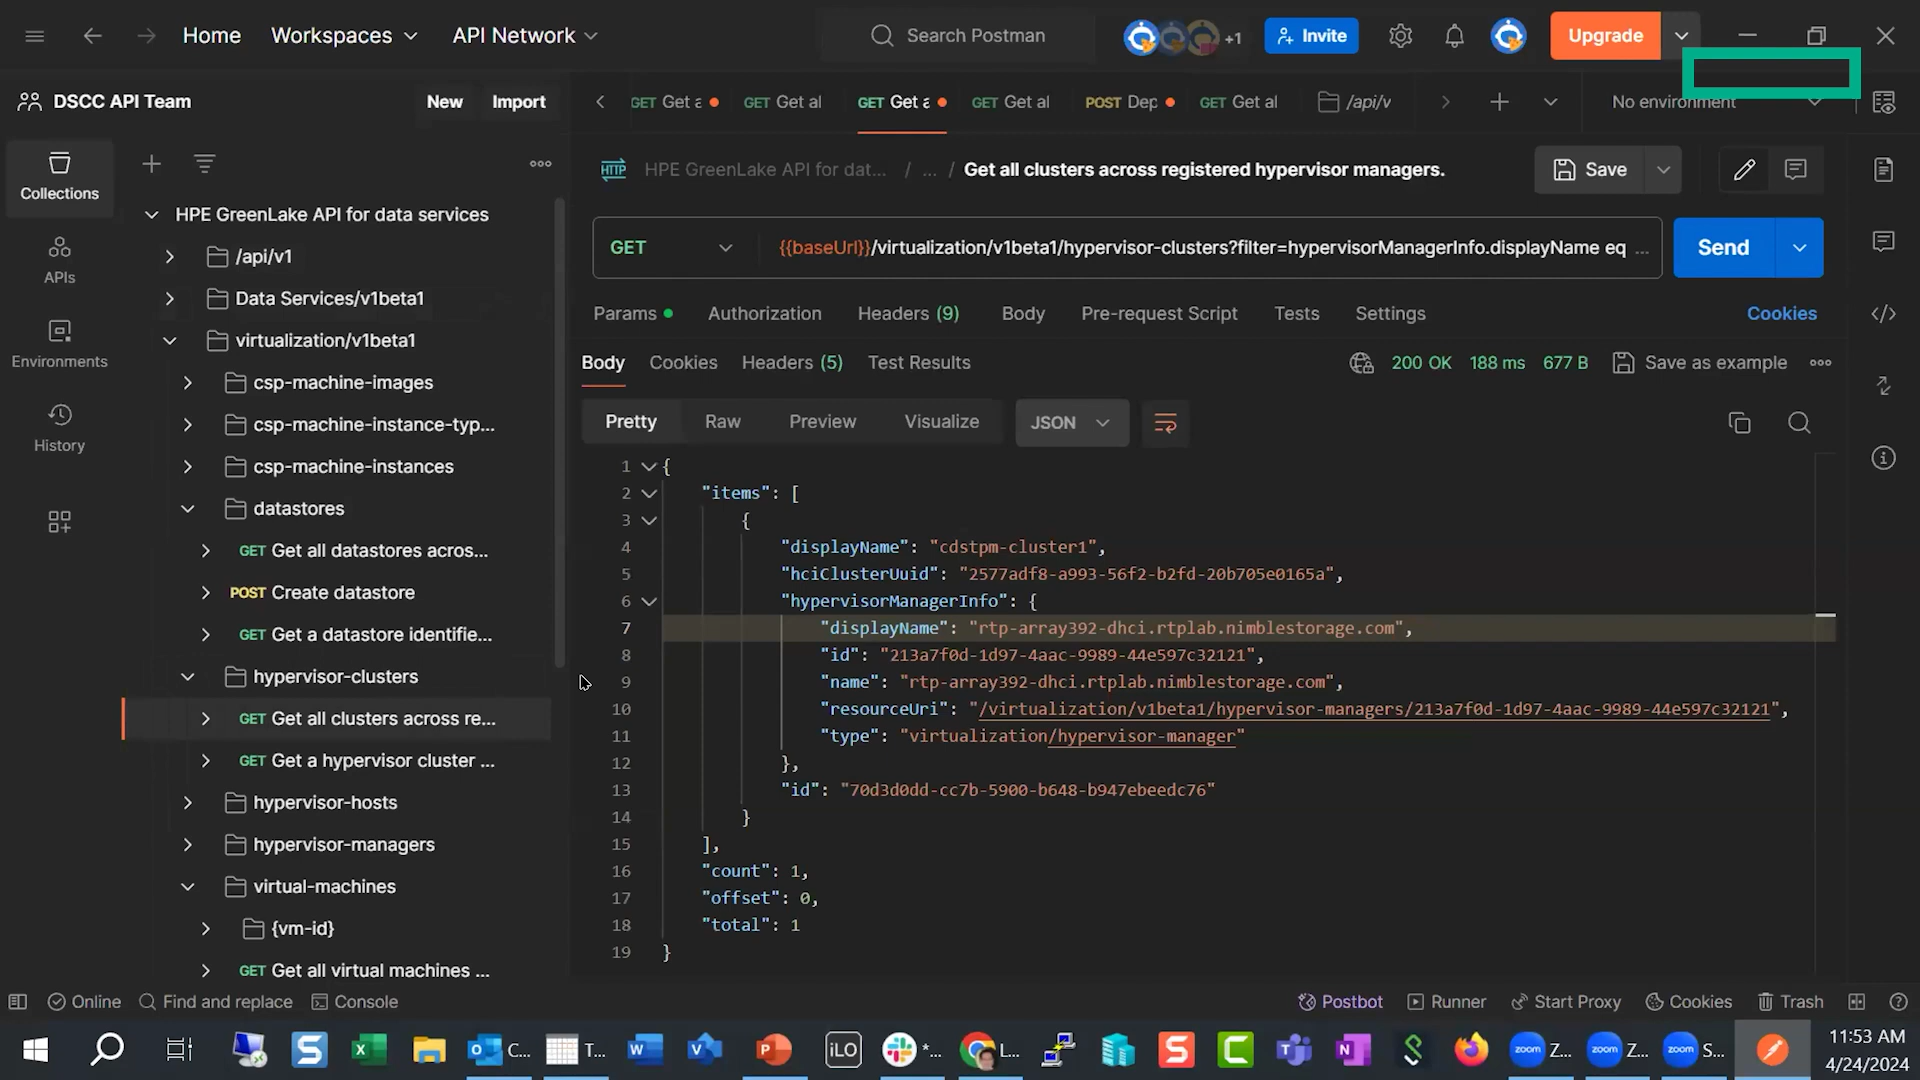 Home
Workspaces
API Network
Search Postman
+1
Invite
Upgrade
DSCC API Team
New
Import
GET Get a
GET Get al
GET Get a
GET Get al
POST Dep
GET Get al
/api/v
No environment
Collections
APIs
Environments
History
HPE GreenLake API for data services
/api/v1
Data Services/v1beta1
virtualization/v1beta1
csp-machine-images
csp-machine-instance-typ...
csp-machine-instances
datastores
GET Get all datastores acros...
POST Create datastore
GET Get a datastore identifie...
hypervisor-clusters
GET Get all clusters across re...
GET Get a hypervisor cluster ...
hypervisor-hosts
hypervisor-managers
virtual-machines
{vm-id}
GET Get all virtual machines ...
HTTP
HPE GreenLake API for dat... / ... / Get all clusters across registered hypervisor managers.
Save
GET
{{baseUrl}}/virtualization/v1beta1/hypervisor-clusters?filter=hypervisorManagerInfo.displayName eq ...
Send
Params
Authorization
Headers (9)
Body
Pre-request Script
Tests
Settings
Cookies
Body
Cookies
Headers (5)
Test Results
200 OK
188 ms
677 B
Save as example
Pretty
Raw
Preview
Visualize
JSON
1 {
2 "items": [
3 {
4 "displayName": "cdstpm-cluster1",
5 "hciClusterUuid": "2577adf8-a993-56f2-b2fd-20b705e0165a",
6 "hypervisorManagerInfo": {
7 "displayName": "rtp-array392-dhci.rtplab.nimblestorage.com",
8 "id": "213a7f0d-1d97-4aac-9989-44e597c32121",
9 "name": "rtp-array392-dhci.rtplab.nimblestorage.com",
10 "resourceUri": "/virtualization/v1beta1/hypervisor-managers/213a7f0d-1d97-4aac-9989-44e597c32121",
11 "type": "virtualization/hypervisor-manager"
12 },
13 "id": "70d3d0dd-cc7b-5900-b648-b947ebeedc76"
14 }
15 ],
16 "count": 1,
17 "offset": 0,
18 "total": 1
19 }
Online
Find and replace
Console
Postbot
Runner
Start Proxy
Cookies
Trash
C...
T...
iLO
*...
L...
zoom Z...
zoom Z...
zoom S...
11:53 AM
4/24/2024